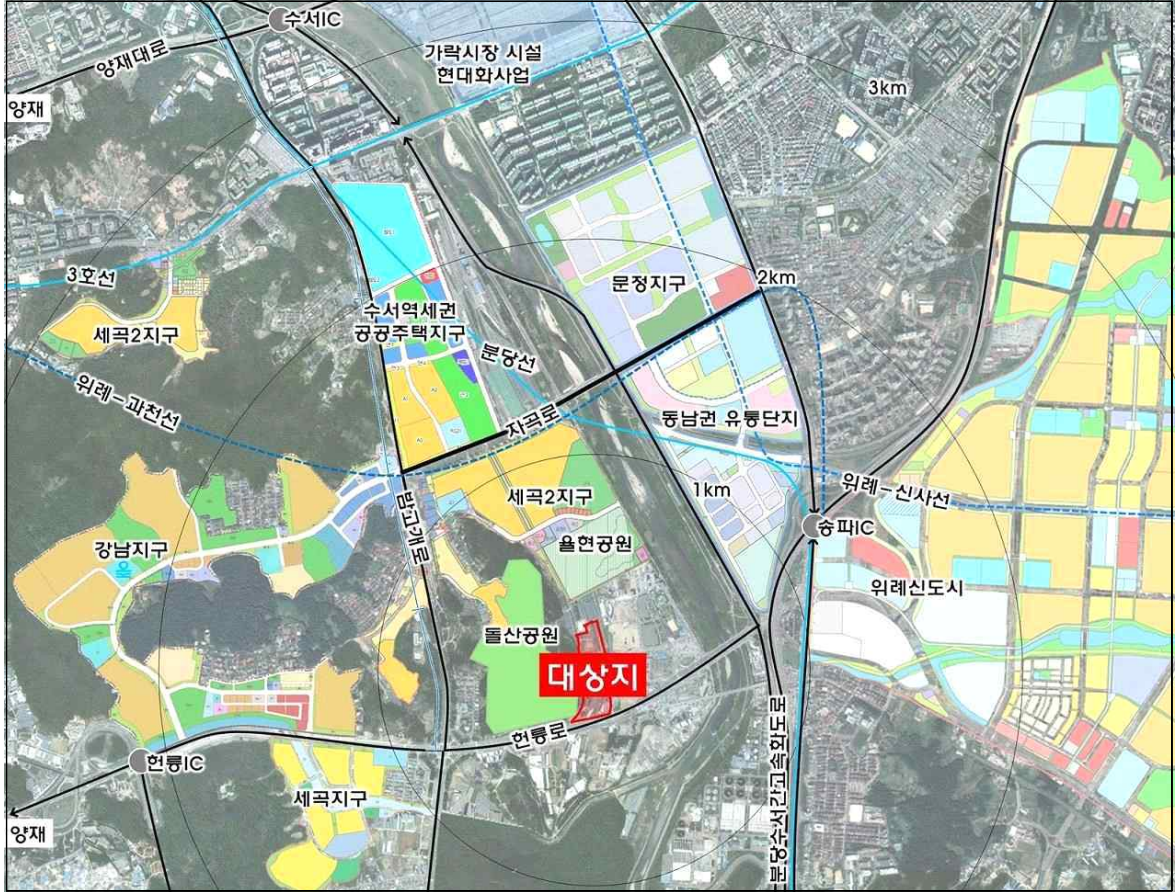 수서IC
양재대로
가락시장 시설
현대화사업
양재
3km
3호선
문정지구
2km
수서역세권
공공주택지구
세곡2지구
분당선
위례-과천선
자곡로
동남권 유통단지
위례-신사선
1km
세곡2지구
송파IC
강남지구
밤고개로
율현공원
위례신도시
돌산공원
대상지
헌릉로
분당수서간고속화도로
헌릉IC
세곡지구
양재